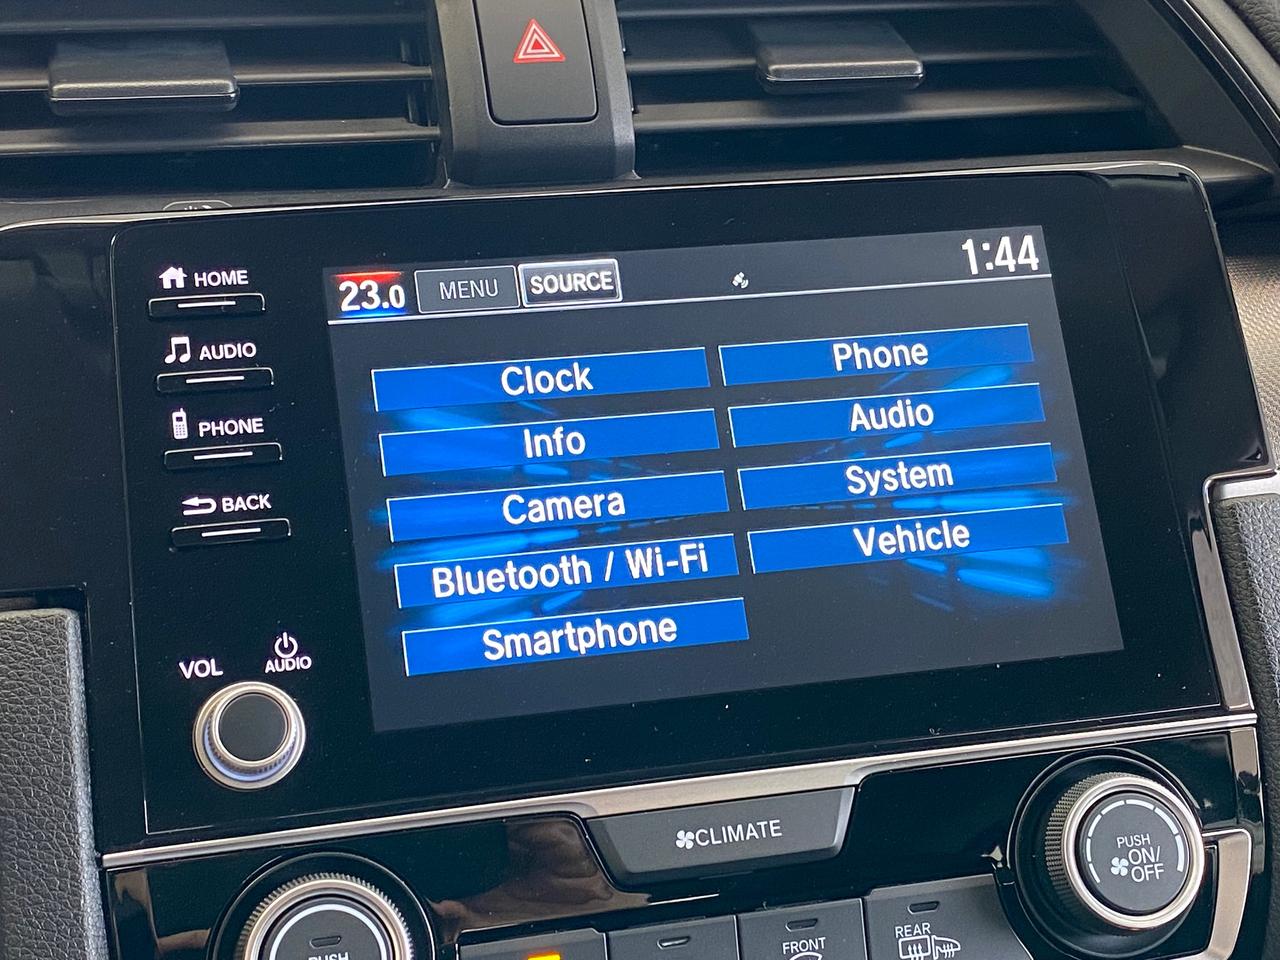 HOME
AUDIO
PHONE
BACK
VOL
AUDIO
23.0 MENU SOURCE 1:44
Clock
Phone
Info
Audio
Camera
System
Bluetooth / Wi-Fi
Vehicle
Smartphone
CLIMATE
PUSH
ON/
OFF
PUSH
FRONT
REAR